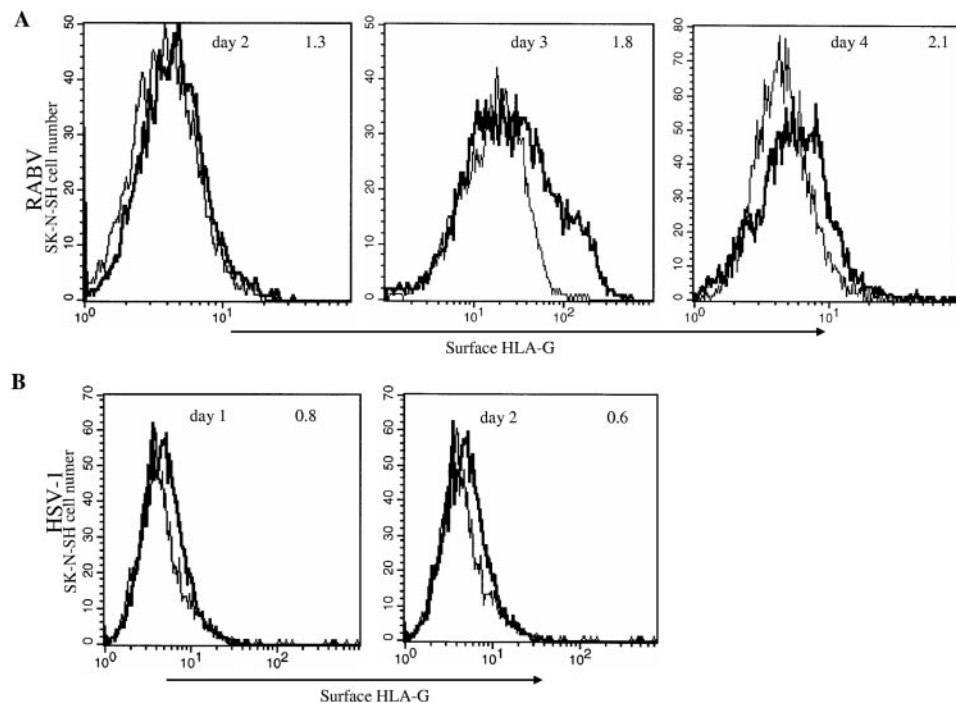 A
day 2 1.3
day 3 1.8
day 4 2.1
RABV
SK-N-SH cell number
50
40
30
20
10
0
10⁰ 10¹
50
40
30
20
10
0
10¹ 10²
80
70
60
50
40
30
20
10
0
10⁰ 10¹
Surface HLA-G
B
day 1 0.8
day 2 0.6
HSV-1
SK-N-SH cell numer
70
60
50
40
30
20
10
0
10⁰ 10¹ 10²
70
60
50
40
30
20
10
0
10⁰ 10¹ 10²
Surface HLA-G